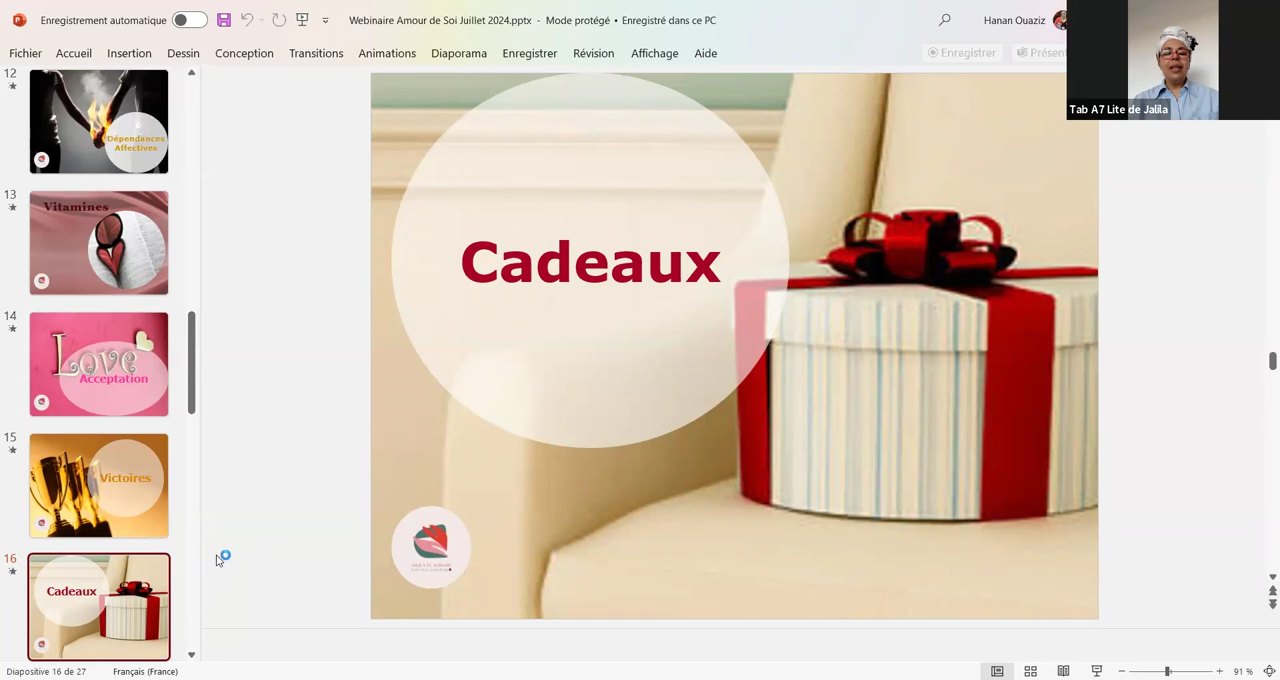 Enregistrement automatique
Webinaire Amour de Soi Juillet 2024.pptx - Mode protégé • Enregistré dans ce PC
Hanan Ouaziz
Fichier Accueil Insertion Dessin Conception Transitions Animations Diapos Enregistrer Révision Affichage Aide
Enregistrer Présent
Tab A7 Lite de Jalila
12
Dépendances
Affectives
13
Vitamines
14
Love
Acceptation
15
Victoires
16
Cadeaux
Cadeaux
Diapositive 16 de 27 Français (France)
91 %